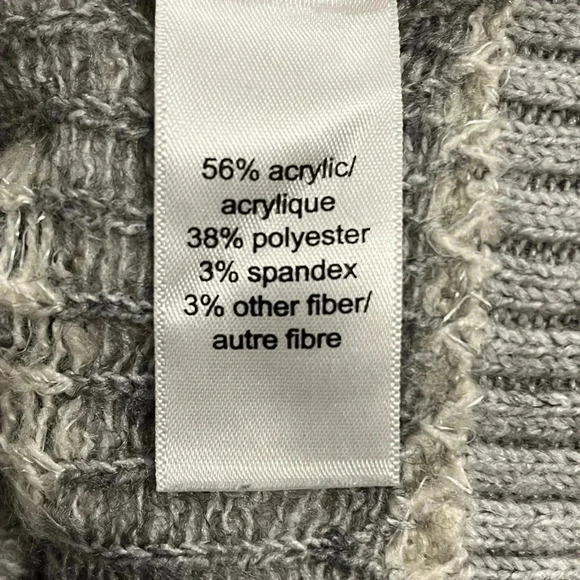 56% acrylic/
acrylique
38% polyester
3% spandex
3% other fiber/
autre fibre